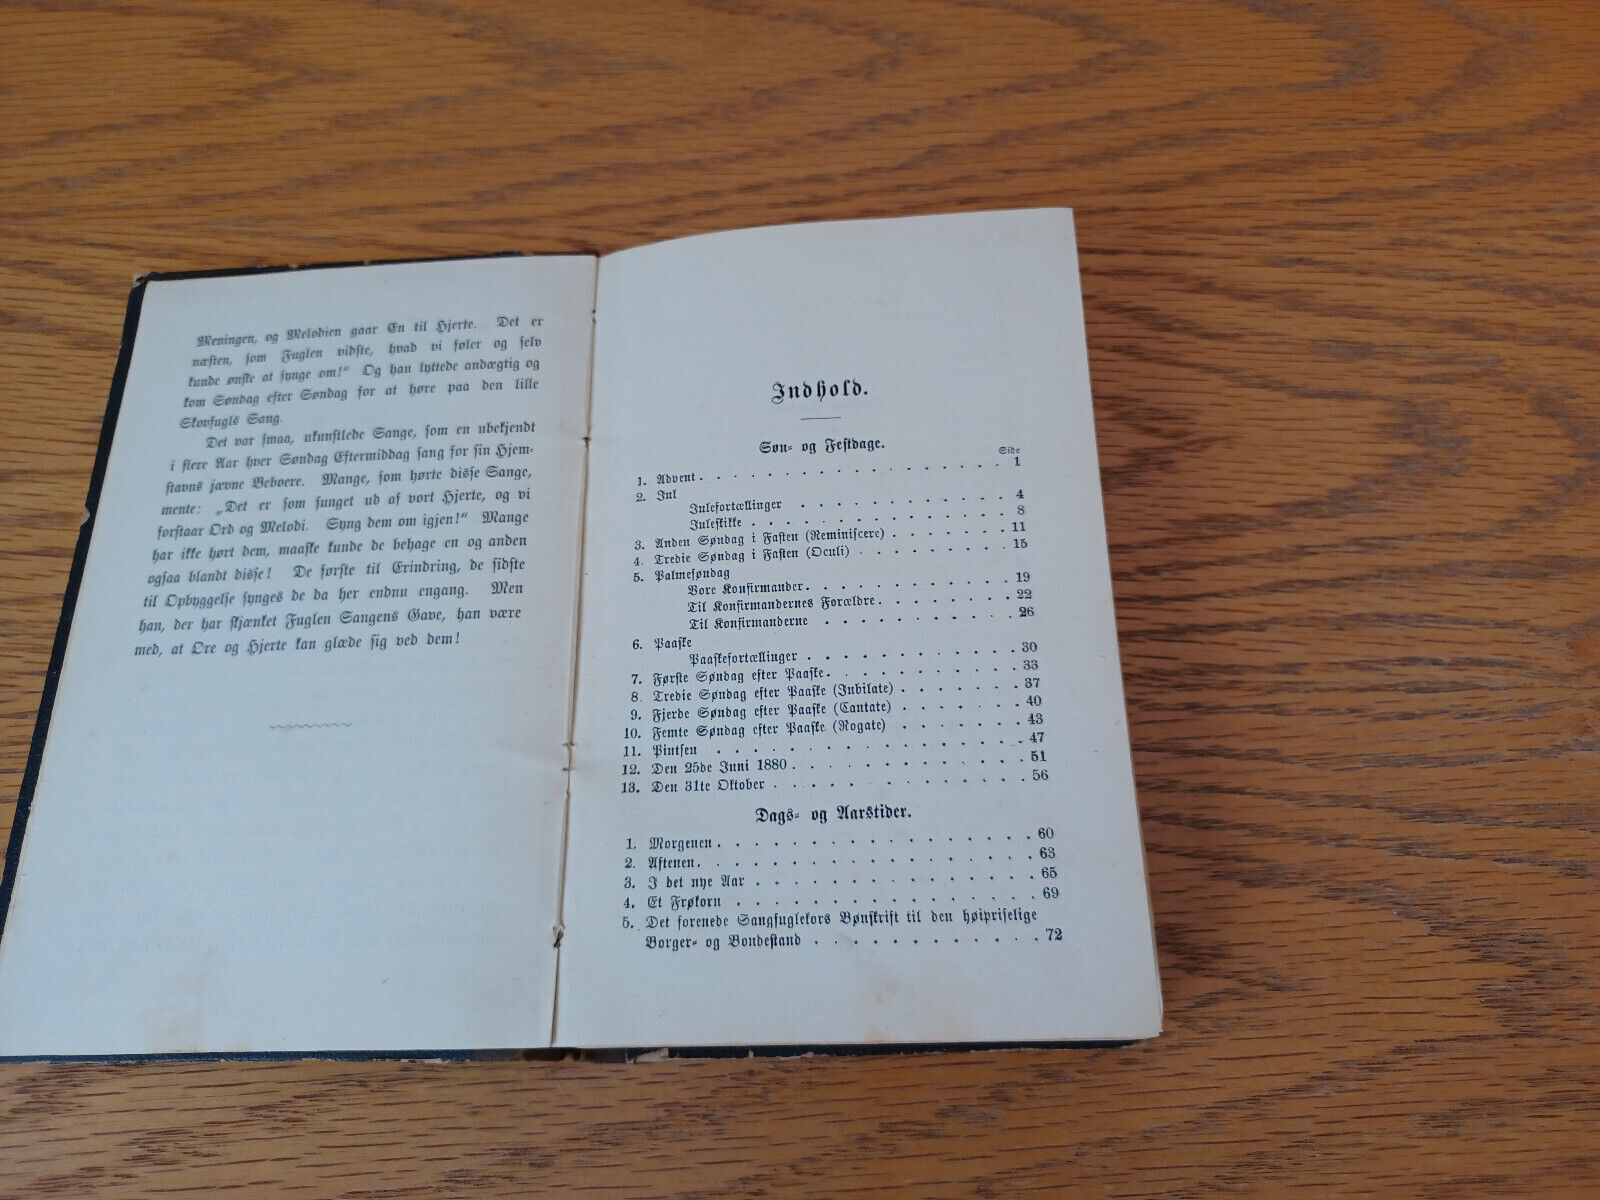 Meningen, og Melodien gaar En til Hjerte. Det er
næsten, som Fuglen vidste, hvad vi føler og selv
kunde ønske at synge om!“ Og han lyttede andægtig og
kom Søndag efter Søndag for at høre paa den lille
Skovfugls Sang.
Det var smaa, ukunstlede Sange, som en ubekjendt
i flere Aar hver Søndag Eftermiddag sang for sin Hjem-
stavns jævne Beboere. Mange, som hørte disse Sange,
mente: „Det er som sunget ud af vort Hjerte, og vi
forstaar Ord og Melodi. Syng dem om igjen!“ Mange
har ikke hørt dem, maaske kunde de behage en og anden
ogsaa blandt disse! De første til Erindring, de sidste
til Opbyggelse synges de da her endnu engang. Men
han, der har skjænket Fuglen Sangens Gave, han være
med, at Øre og Hjerte kan glæde sig ved dem!
Indhold.
Søn- og Festdage.
Side
1. Advent . . . . . . . . . . . . . . 1
2. Jul
Julefortællinger . . . . . . . . . . 4
Juleskikke . . . . . . . . . . . . 8
3. Anden Søndag i Fasten (Reminiscere) . . . . . . 11
4. Tredie Søndag i Fasten (Oculi) . . . . . . . . 15
5. Palmesøndag
Vore Konfirmander . . . . . . . . . . 19
Til Konfirmandernes Forældre . . . . . . . 22
Til Konfirmanderne . . . . . . . . . . 26
6. Paaske
Paaskefortællinger . . . . . . . . . . 30
7. Første Søndag efter Paaske . . . . . . . . . 33
8. Tredie Søndag efter Paaske (Jubilate) . . . . . . 37
9. Fjerde Søndag efter Paaske (Cantate) . . . . . . 40
10. Femte Søndag efter Paaske (Rogate) . . . . . . 43
11. Pintsen . . . . . . . . . . . . . . 47
12. Den 25de Juni 1880 . . . . . . . . . . . 51
13. Den 31te Oktober . . . . . . . . . . . . 56
Dags- og Aarstider.
1. Morgenen . . . . . . . . . . . . . . 60
2. Aftenen . . . . . . . . . . . . . . . 63
3. I det nye Aar . . . . . . . . . . . . . 65
4. Et Frøkorn . . . . . . . . . . . . . . 69
5. Det forenede Sangfuglekors Bønskrift til den høipriselige
Borger- og Bondestand . . . . . . . . . . . 72